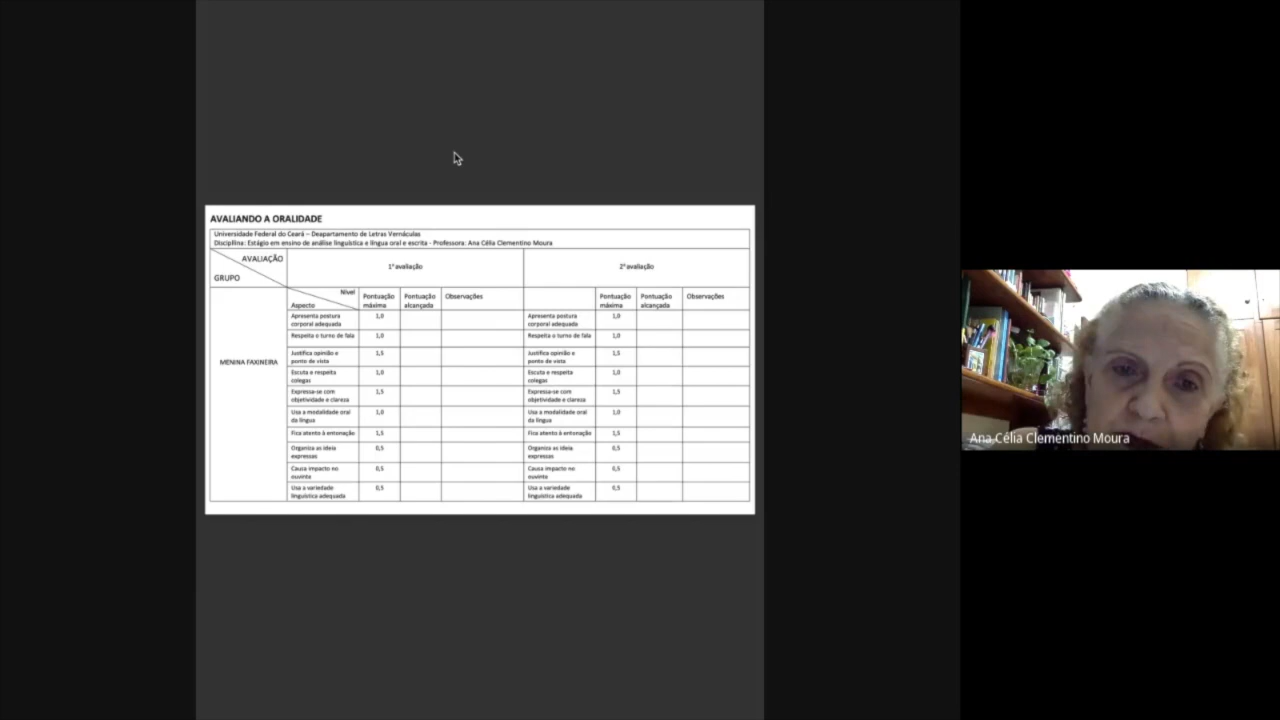 AVALIANDO A ORALIDADE
Universidade Federal do Ceará – Deapartamento de Letras Vernáculas
Discipllina: Estágio em ensino de análise linguística e língua oral e escrita - Professora: Ana Célia Clementino Moura
AVALIAÇÃO
GRUPO
1ª avaliação
2ª avaliação
Nível
Aspecto
Pontuação
máxima
Pontuação
alcançada
Observações
Pontuação
máxima
Pontuação
alcançada
Observações
MENINA FAXINEIRA
Apresenta postura
corporal adequada
1,0
Apresenta postura
corporal adequada
1,0
Respeita o turno de fala
1,0
Respeita o turno de fala
1,0
Justifica opinião e
ponto de vista
1,5
Justifica opinião e
ponto de vista
1,5
Escuta e respeita
colegas
1,0
Escuta e respeita
colegas
1,0
Expressa-se com
objetividade e clareza
1,5
Expressa-se com
objetividade e clareza
1,5
Usa a modalidade oral
da língua
1,0
Usa a modalidade oral
da língua
1,0
Fica atento à entonação
1,5
Fica atento à entonação
1,5
Organiza as ideia
expressas
0,5
Organiza as ideia
expressas
0,5
Causa impacto no
ouvinte
0,5
Causa impacto no
ouvinte
0,5
Usa a variedade
linguística adequada
0,5
Usa a variedade
linguística adequada
0,5
Ana Célia Clementino Moura